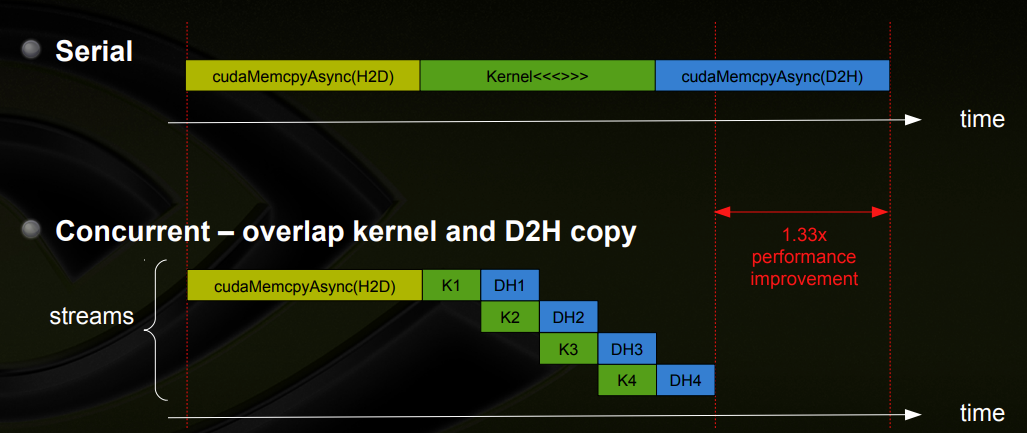 Serial
cudaMemcpyAsync(H2D) Kernel<<<>>> cudaMemcpyAsync(D2H)
time
Concurrent – overlap kernel and D2H copy
1.33x
performance
improvement
streams
cudaMemcpyAsync(H2D) K1 DH1
K2 DH2
K3 DH3
K4 DH4
time